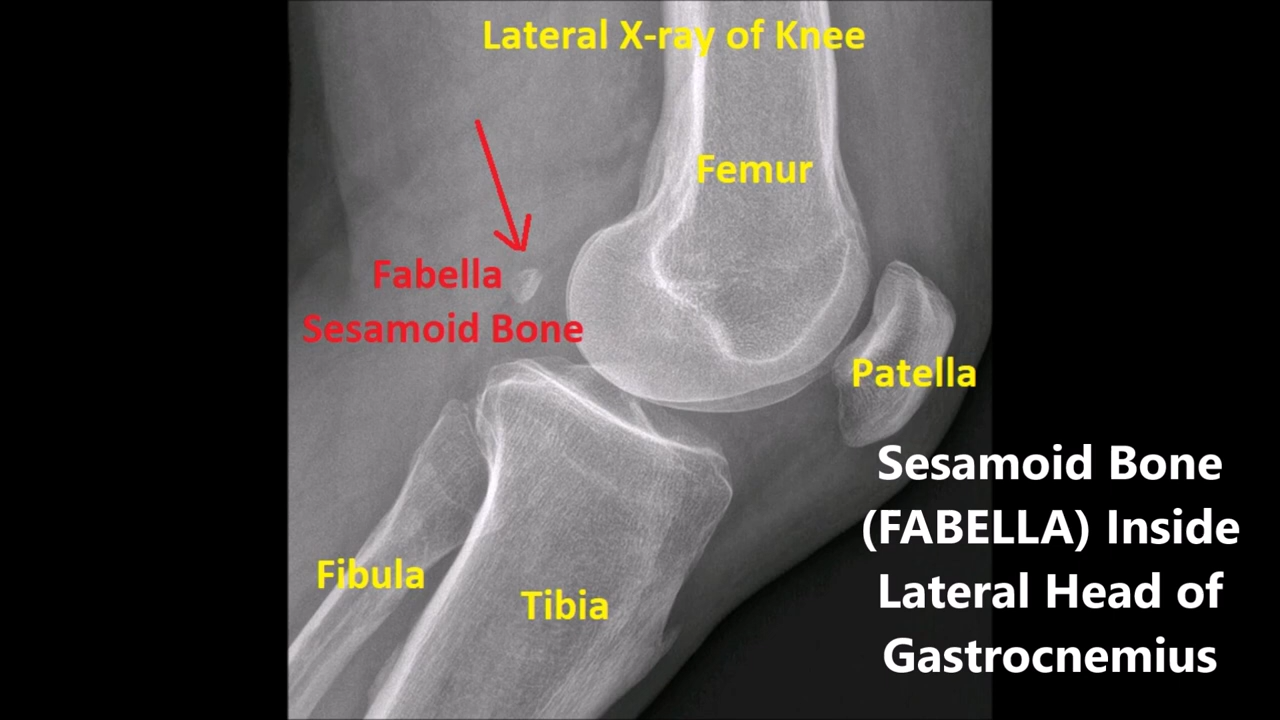 Lateral X-ray of Knee
Femur
Fabella
Sesamoid Bone
Patella
Sesamoid Bone
(FABELLA) Inside
Lateral Head of
Gastrocnemius
Fibula
Tibia